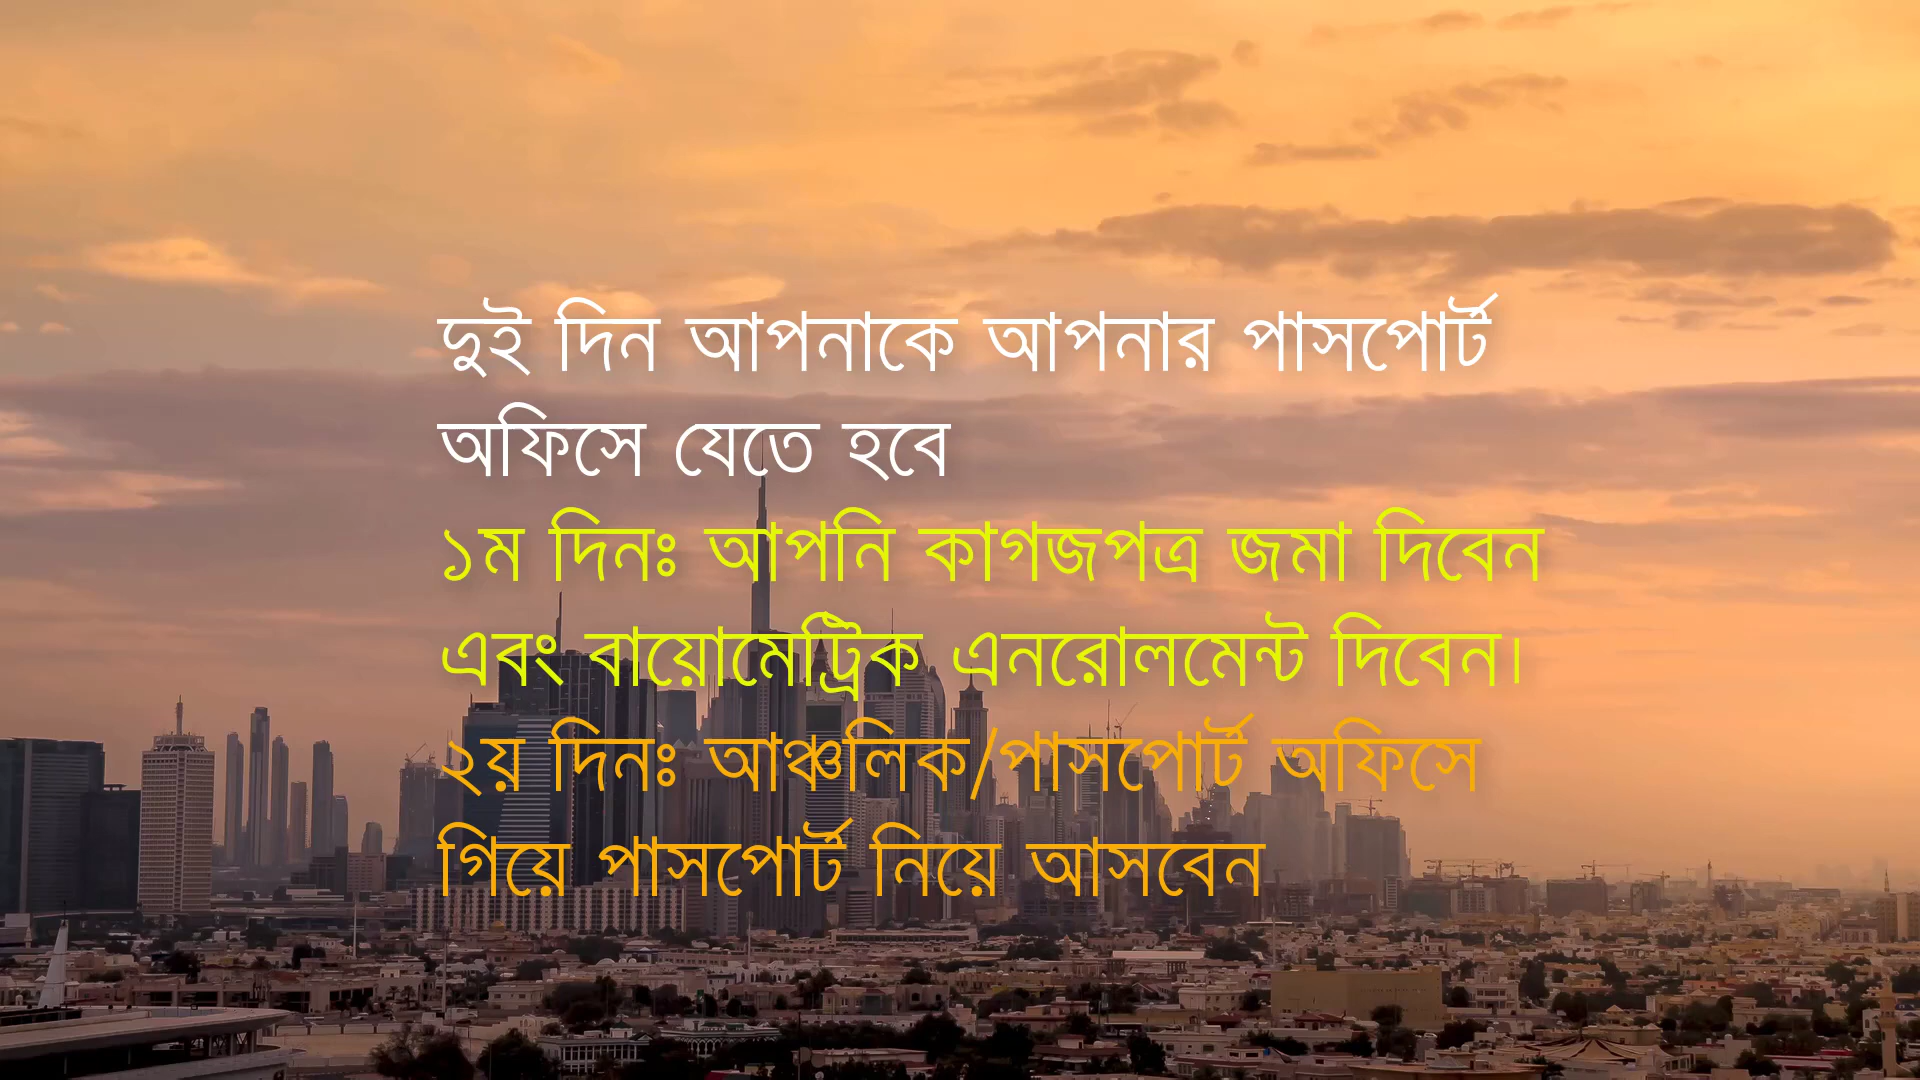 দুই দিন আপনাকে আপনার পাসপোর্ট
অফিসে যেতে হবে
১ম দিনঃ আপনি কাগজপত্র জমা দিবেন
এবং বায়োমেট্রিক এনরোলমেন্ট দিবেন।
২য় দিনঃ আঞ্চলিক/পাসপোর্ট অফিসে
গিয়ে পাসপোর্ট নিয়ে আসবেন